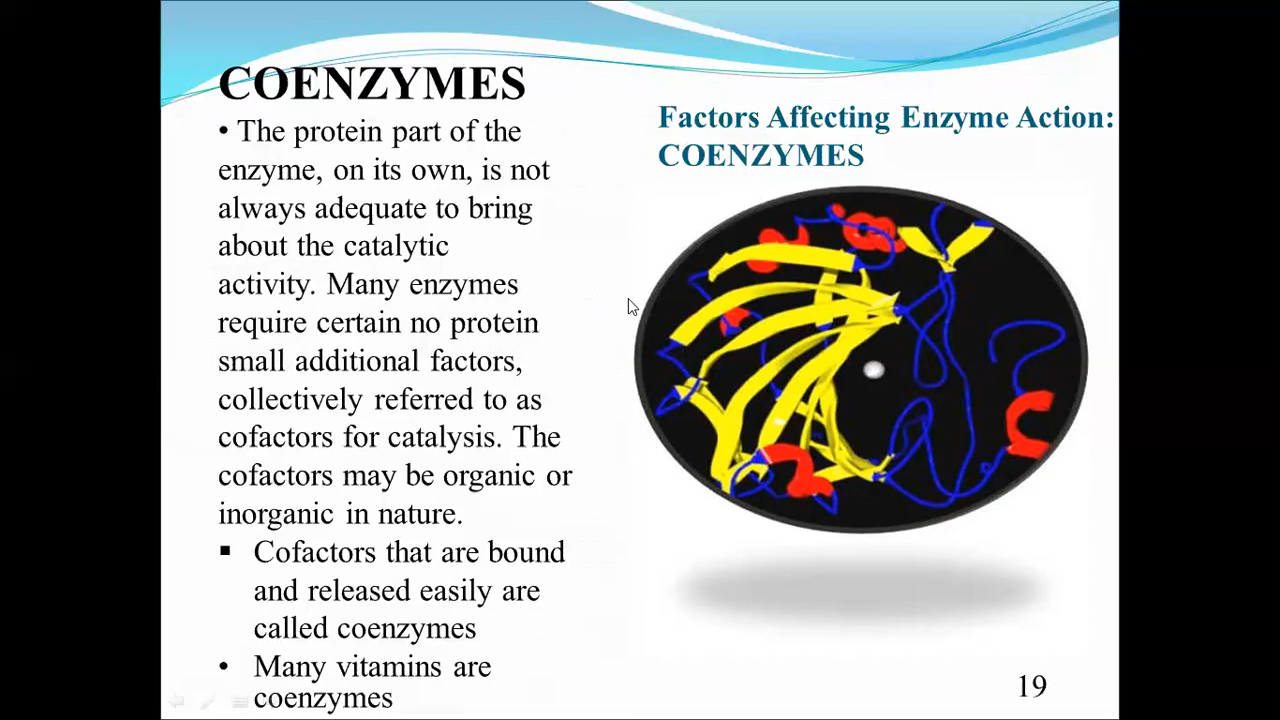 COENZYMES
• The protein part of the
enzyme, on its own, is not
always adequate to bring
about the catalytic
activity. Many enzymes
require certain no protein
small additional factors,
collectively referred to as
cofactors for catalysis. The
cofactors may be organic or
inorganic in nature.
▪ Cofactors that are bound
and released easily are
called coenzymes
• Many vitamins are
coenzymes
Factors Affecting Enzyme Action:
COENZYMES
19